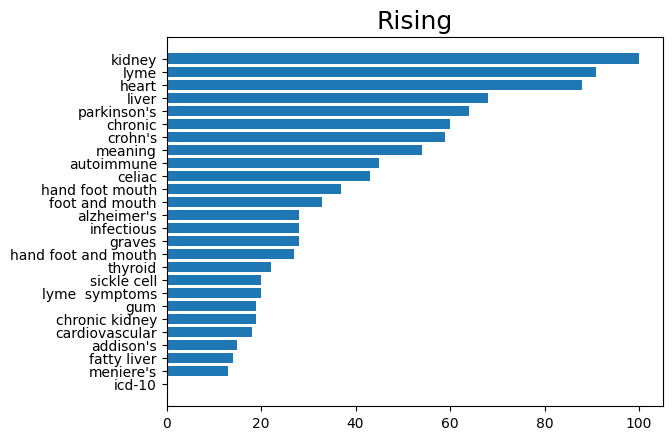 Rising
kidney
lyme
heart
liver
parkinson's
chronic
crohn's
meaning
autoimmune
celiac
hand foot mouth
foot and mouth
alzheimer's
infectious
graves
hand foot and mouth
thyroid
sickle cell
lyme  symptoms
gum
chronic kidney
cardiovascular
addison's
fatty liver
meniere's
icd-10
0 20 40 60 80 100